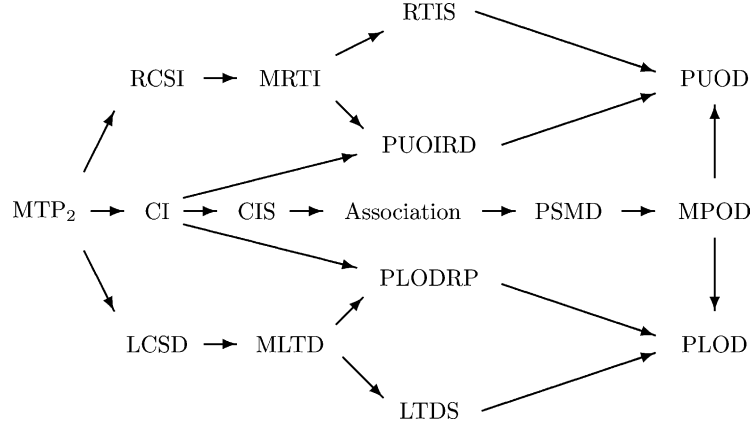 RTIS
RCSI MRTI PUOD
PUOIRD
MTP₂ CI CIS Association PSMD MPOD
PLODRP
LCSD MLTD PLOD
LTDS